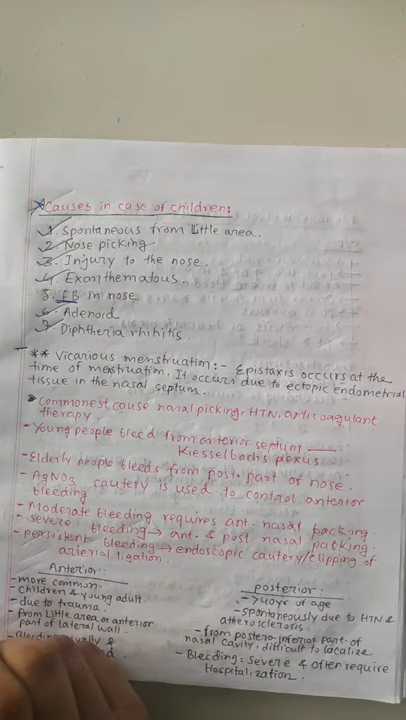 Causes in case of children:
1. Spontaneous from Little area.
2. Nose picking
3. Injury to the nose.
4. Exanthematous
5. FB in nose
6. Adenoid
7. Diphtheria rhinitis.
** Vicarious menstruation:- Epistaxis occurs at the
time of menstruation. It occurs due to ectopic endometrial
tissue in the nasal septum.
Commonest cause nasal picking, HTN, anticoagulant
therapy
- Young people bleed from anterior septum
Kiesselbach's plexus
- Elderly people bleeds from post. part of nose.
- AgNO3 cautery is used to control anterior
bleeding
- Moderate bleeding requires ant. nasal packing.
- severe bleeding → ant. & post. nasal packing.
- persistent bleeding → endoscopic cautery/clipping of
arterial ligation.
Anterior.
- more common.
- Children & young adult.
- due to trauma.
- from Little area or anterior
part of lateral wall.
posterior.
- >40yr of age
- spontaneously due to HTN &
atherosclerosis.
- from postero-inferior part of
nasal cavity, difficult to localize
- Bleeding: severe & often require
Hospitalization.